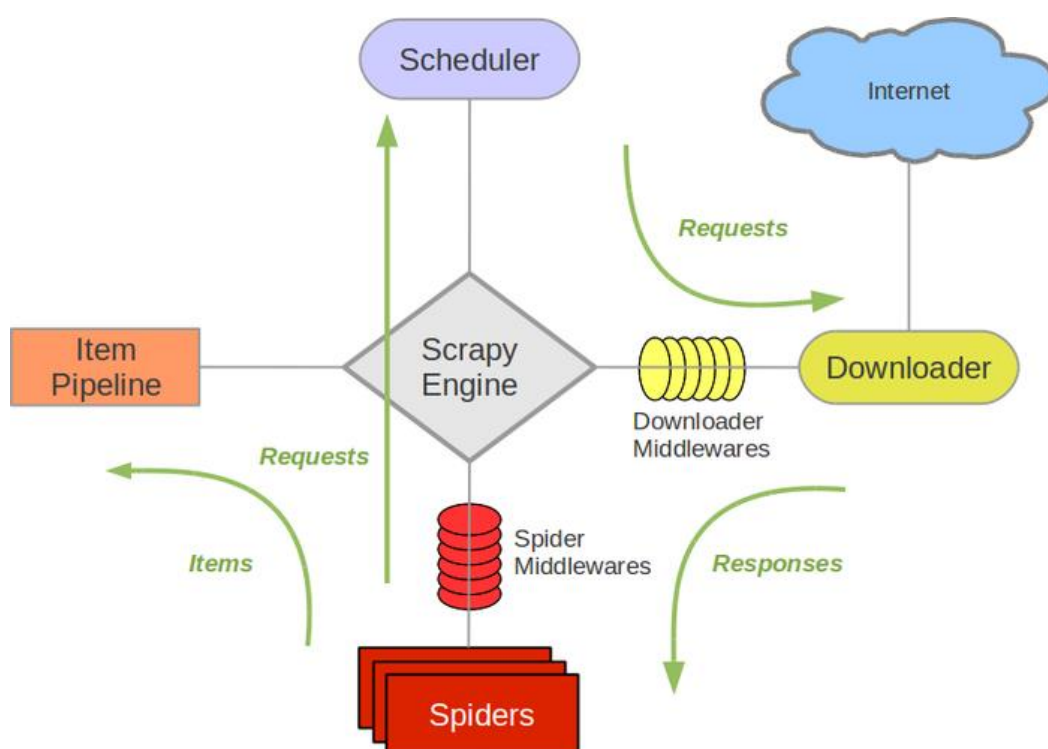 Scheduler
Internet
Requests
Item
Pipeline
Scrapy
Engine
Downloader
Downloader
Middlewares
Requests
Items
Spider
Middlewares
Responses
Spiders